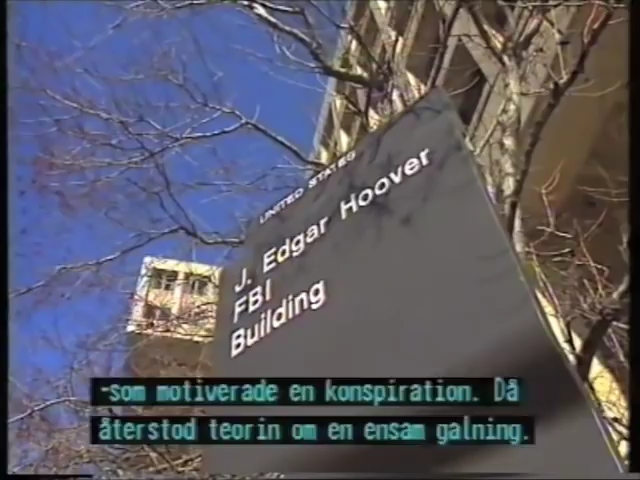 UNITED STATES
J. Edgar Hoover
FBI
Building
-som motiverade en konspiration. Då
återstod teorin om en ensam galning.